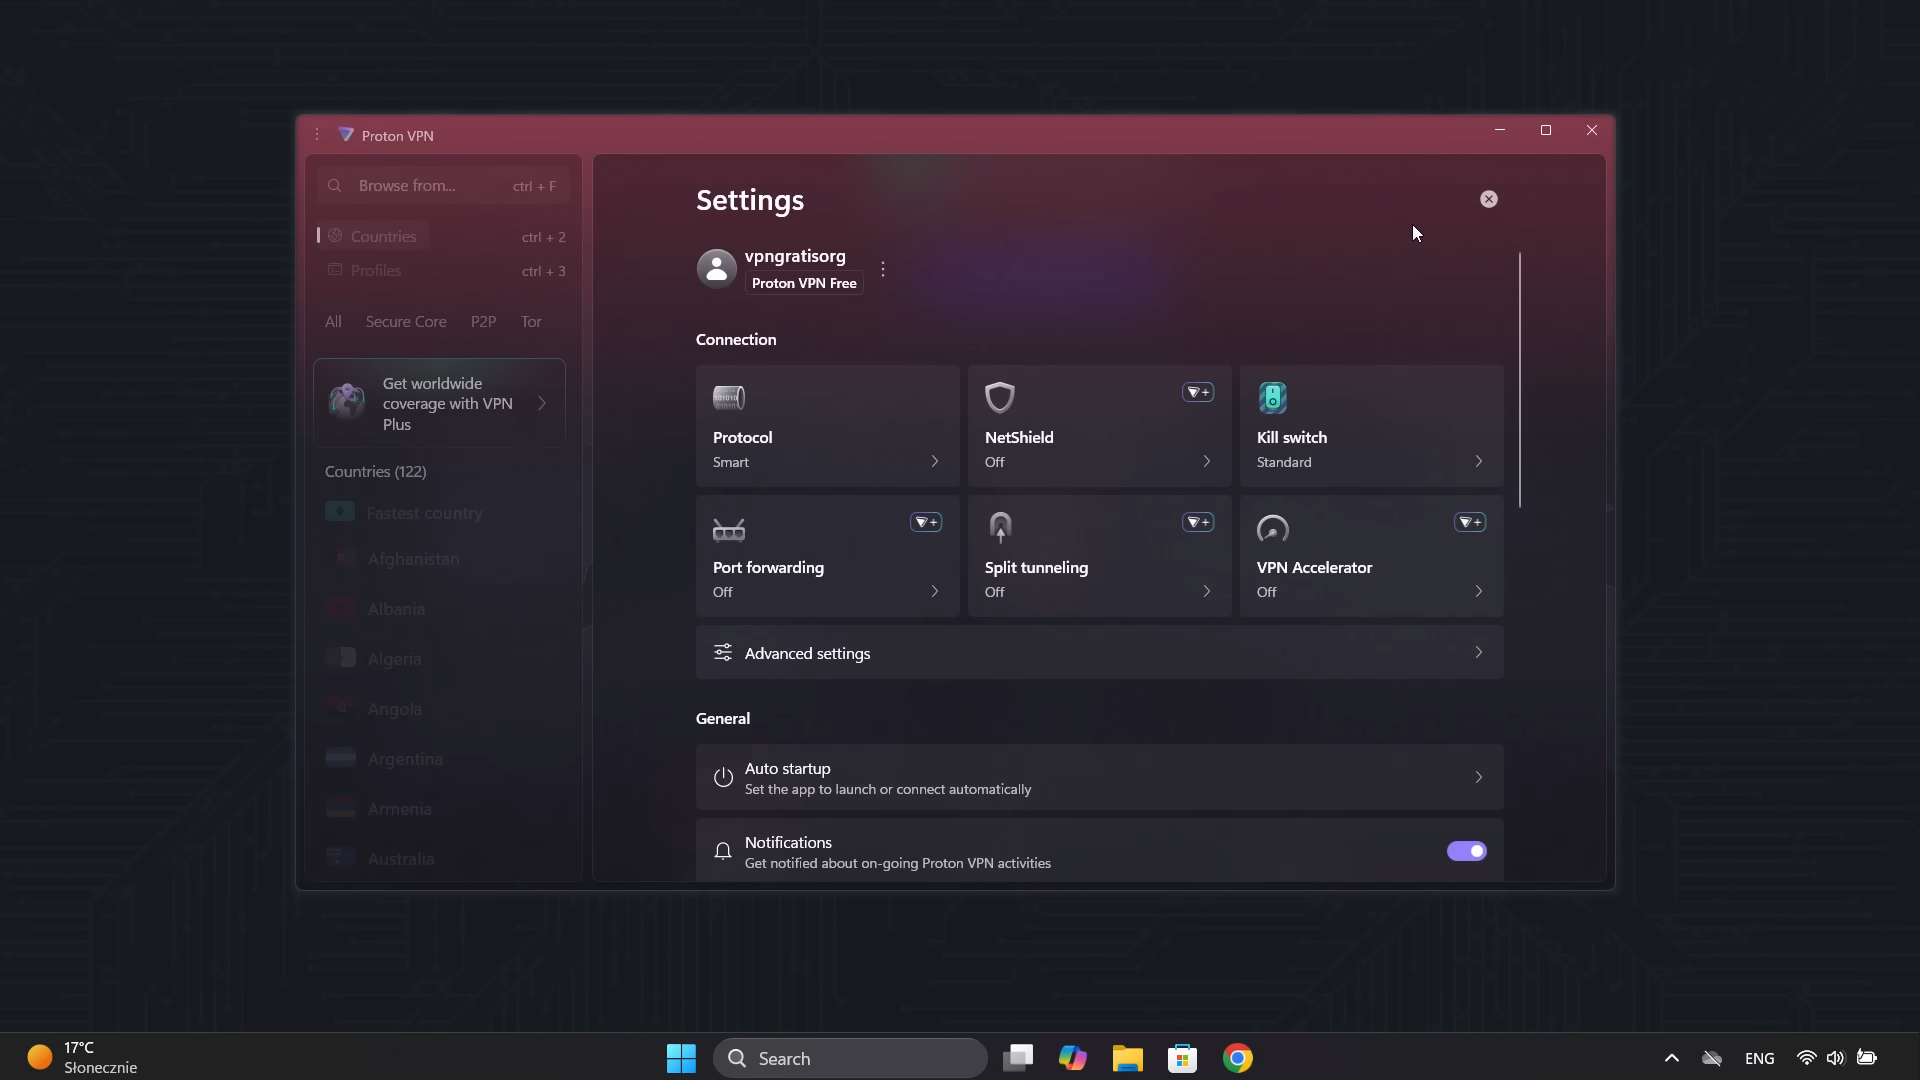 Proton VPN
Browse from... ctrl + F
Countries ctrl + 2
Profiles ctrl + 3
All Secure Core P2P Tor
Get worldwide
coverage with VPN
Plus
Countries (122)
Fastest country
Afghanistan
Albania
Algeria
Angola
Argentina
Armenia
Australia
Settings
vpngratisorg
Proton VPN Free
Connection
Protocol
Smart
NetShield
Off
Kill switch
Standard
Port forwarding
Off
Split tunneling
Off
VPN Accelerator
Off
Advanced settings
General
Auto startup
Set the app to launch or connect automatically
Notifications
Get notified about on-going Proton VPN activities
17°C
Słonecznie
Search
ENG